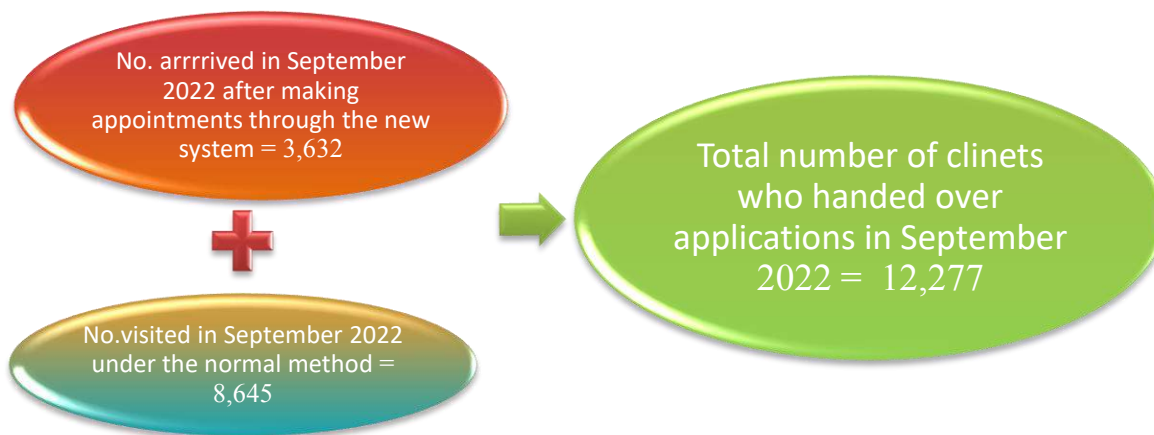 No. arrrrived in September
2022 after making
appointments through the new
system = 3,632
No.visited in September 2022
under the normal method =
8,645
Total number of clinets
who handed over
applications in September
2022 = 12,277